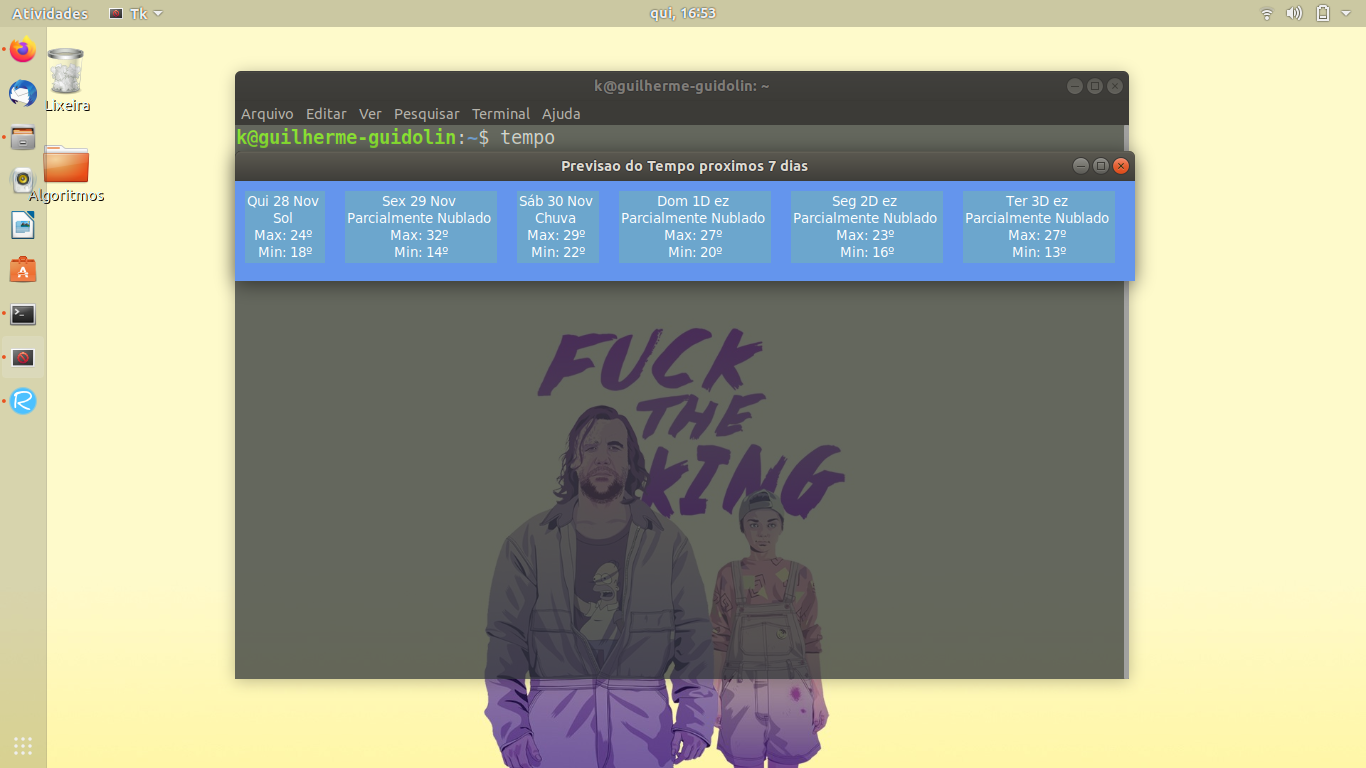 Atividades Tk qui, 16:53
Lixeira
Algoritmos
k@guilherme-guidolin: ~
Arquivo Editar Ver Pesquisar Terminal Ajuda
k@guilherme-guidolin:~$ tempo
Previsao do Tempo proximos 7 dias
Qui 28 Nov
Sol
Max: 24º
Min: 18º
Sex 29 Nov
Parcialmente Nublado
Max: 32º
Min: 14º
Sáb 30 Nov
Chuva
Max: 29º
Min: 22º
Dom 1D ez
Parcialmente Nublado
Max: 27º
Min: 20º
Seg 2D ez
Parcialmente Nublado
Max: 23º
Min: 16º
Ter 3D ez
Parcialmente Nublado
Max: 27º
Min: 13º
FUCK
THE
KING